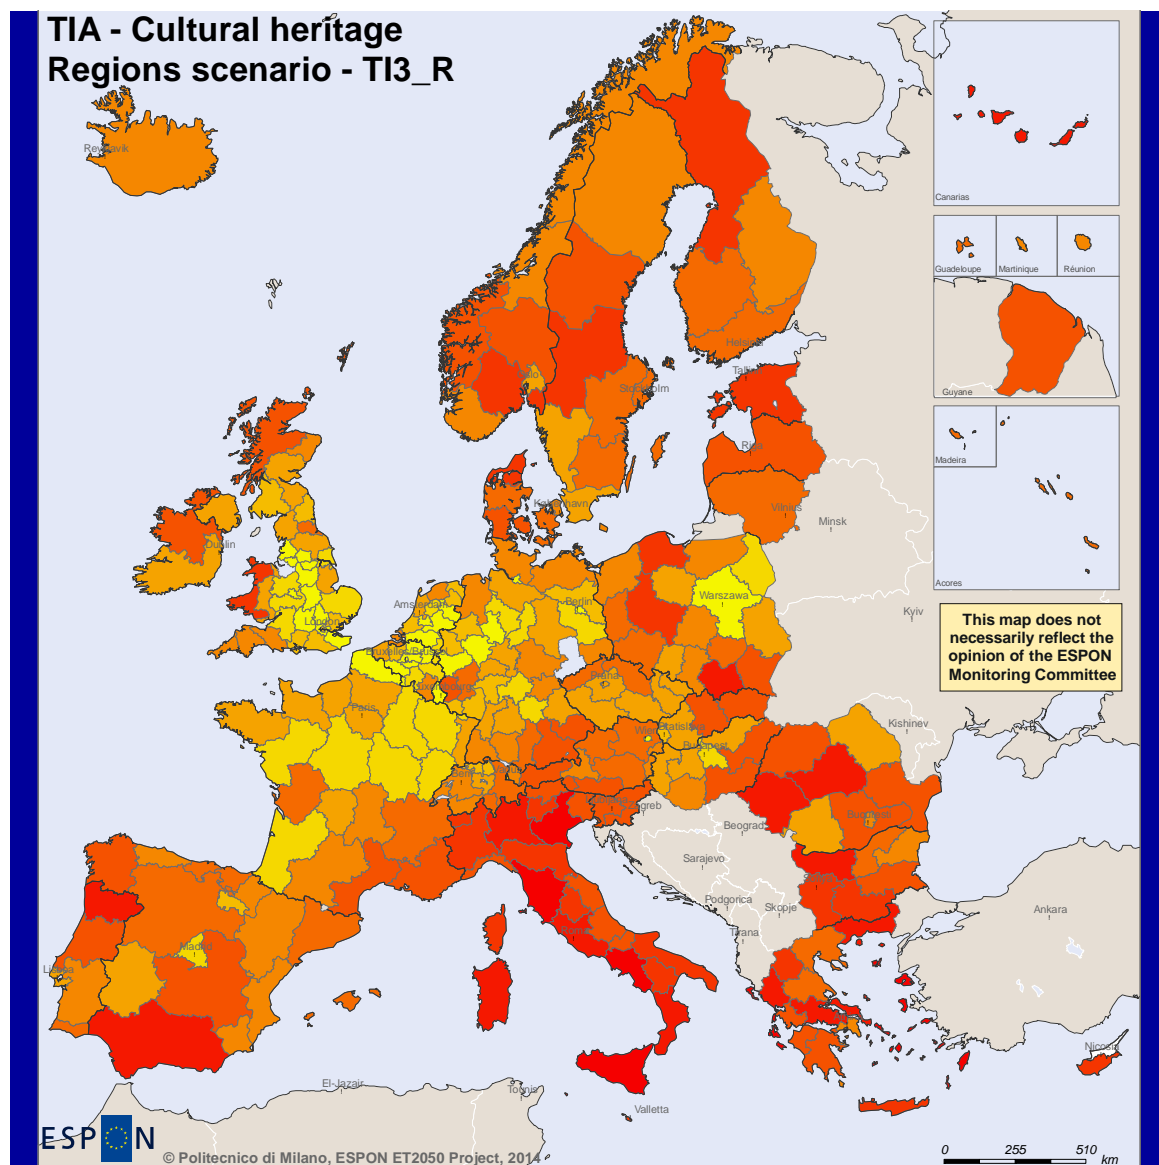 TIA - Cultural heritage
Regions scenario - TI3_R
Reykjavik
Canarias
Guadeloupe
Martinique
Réunion
Guyane
Madeira
Acores
This map does not
necessarily reflect the
opinion of the ESPON
Monitoring Committee
Helsinki
Oslo
Stockholm
Tallin
Riga
København
Vilnius
Minsk
Dublin
Amsterdam
Berlin
Warszawa
London
Kyiv
Bruxelles/Brussel
Luxembourg
Praha
Paris
Kishinev
Wien
Bratislava
Budapest
Bern
Vaduz
Ljubljana
Zagreb
Beograd
Bucuresti
Sarajevo
Podgorica
Skopje
Roma
Tirana
Ankara
Madrid
Lisboa
Nicosia
El-Jazair
Tounis
Valletta
ESPON
© Politecnico di Milano, ESPON ET2050 Project, 2014
0 255 510
km